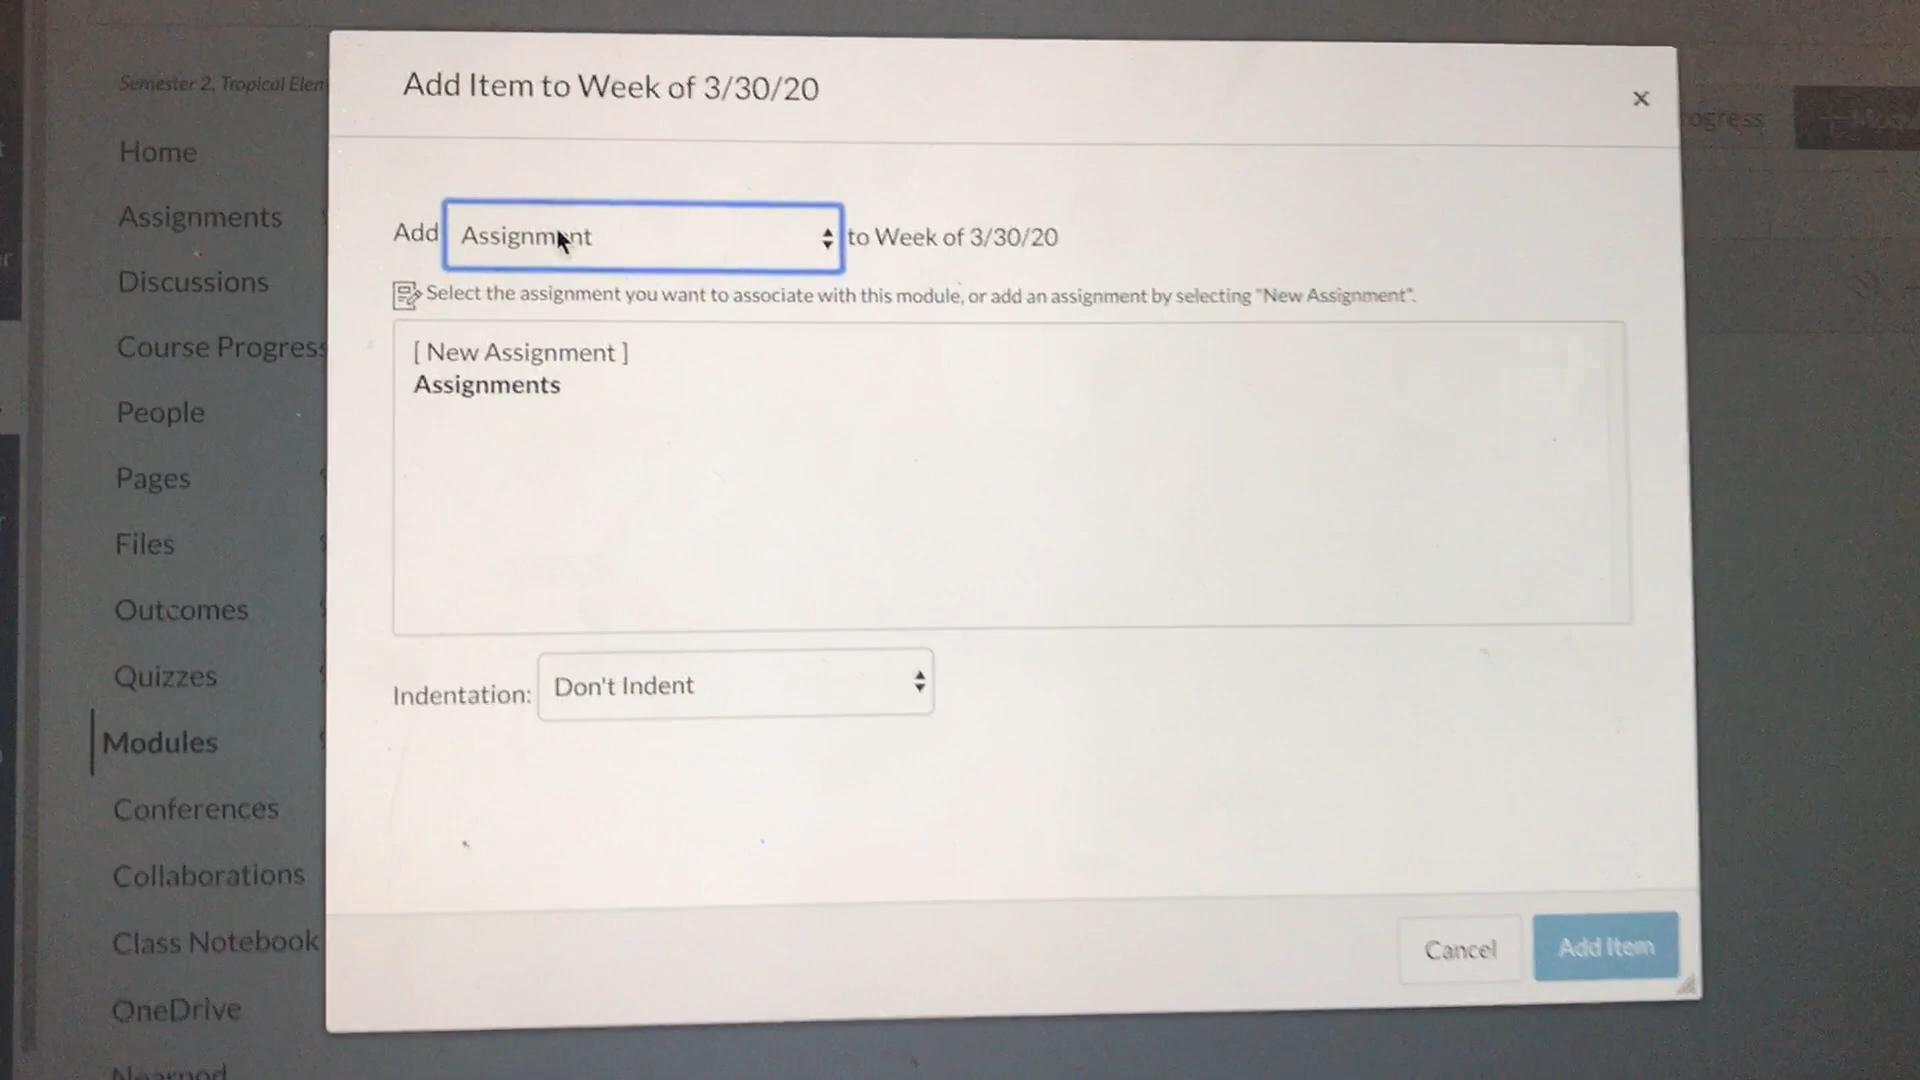 Semester 2, Tropical Elem
Home
Assignments
Discussions
Course Progress
People
Pages
Files
Outcomes
Quizzes
Modules
Conferences
Collaborations
Class Notebook
OneDrive
Nearpod
Add Item to Week of 3/30/20
×
Add Assignment to Week of 3/30/20
Select the assignment you want to associate with this module, or add an assignment by selecting "New Assignment".
[ New Assignment ]
Assignments
Indentation: Don't Indent
Cancel
Add Item
ogress